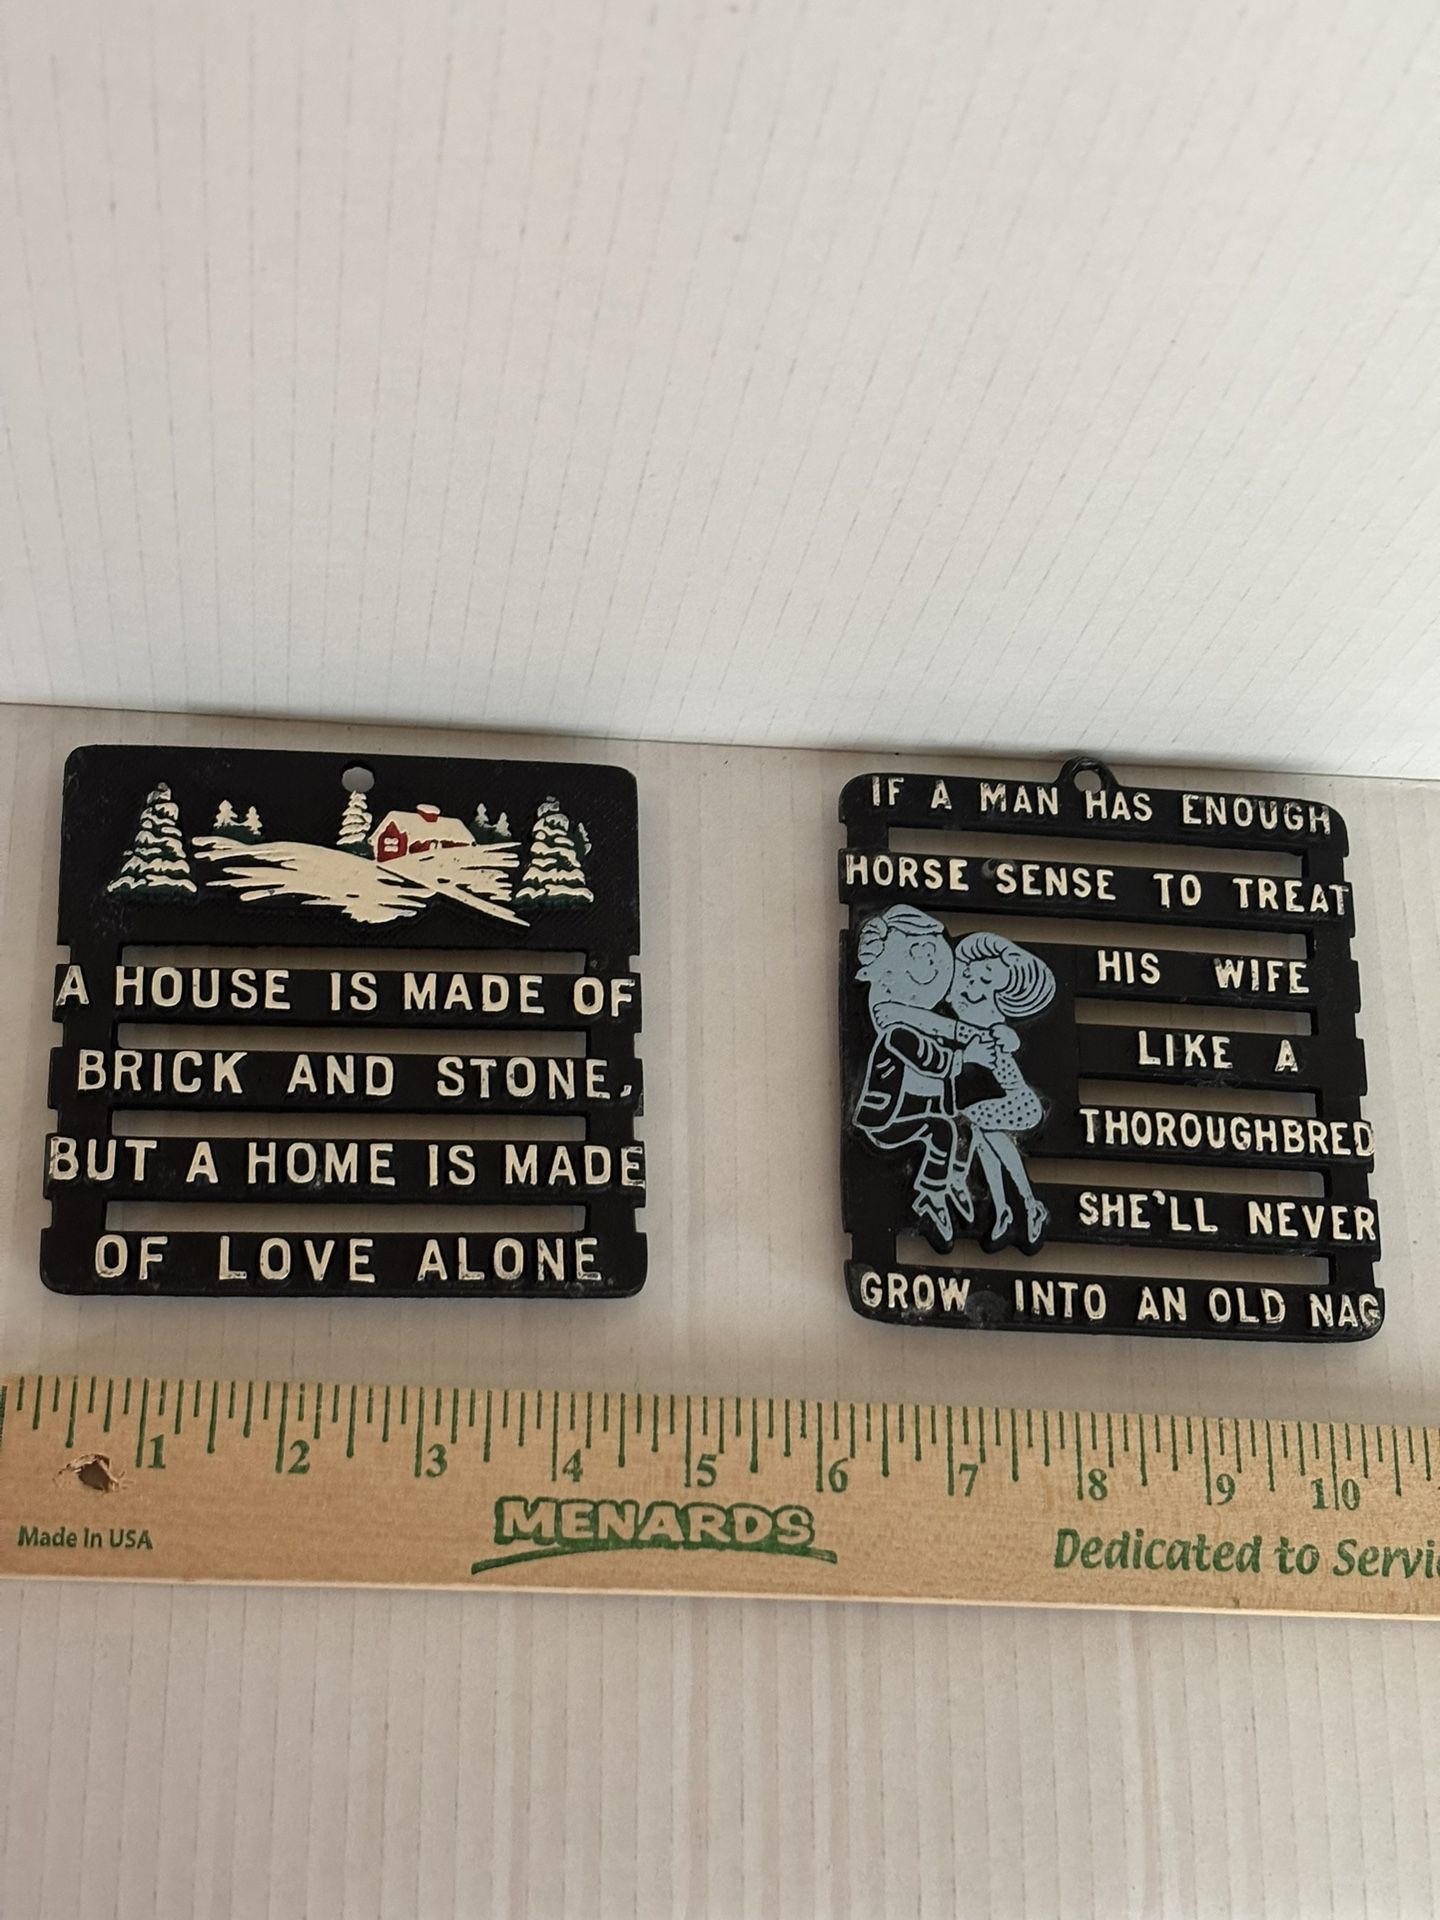 A HOUSE IS MADE OF
BRICK AND STONE,
BUT A HOME IS MADE
OF LOVE ALONE
IF A MAN HAS ENOUGH
HORSE SENSE TO TREAT
HIS WIFE
LIKE A
THOROUGHBRED
SHE'LL NEVER
GROW INTO AN OLD NAG
1 2 3 4 5 6 7 8 9 10
MENARDS
Made In USA
Dedicated to